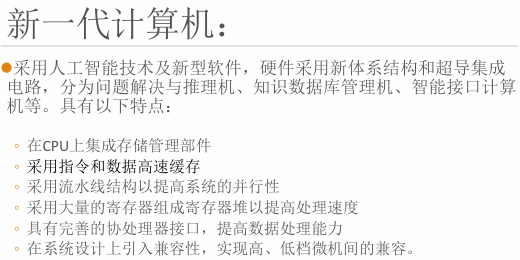 新一代计算机：
采用人工智能技术及新型软件，硬件采用新体系结构和超导集成
电路，分为问题解决与推理机、知识数据库管理机、智能接口计算
机等。具有以下特点：
在CPU上集成存储管理部件
采用指令和数据高速缓存
采用流水线结构以提高系统的并行性
采用大量的寄存器组成寄存器堆以提高处理速度
具有完善的协处理器接口，提高数据处理能力
在系统设计上引入兼容性，实现高、低档微机间的兼容。